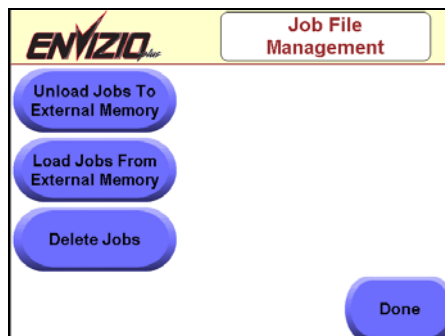 ENVIZIO plus
Job File
Management
Unload Jobs To
External Memory
Load Jobs From
External Memory
Delete Jobs
Done